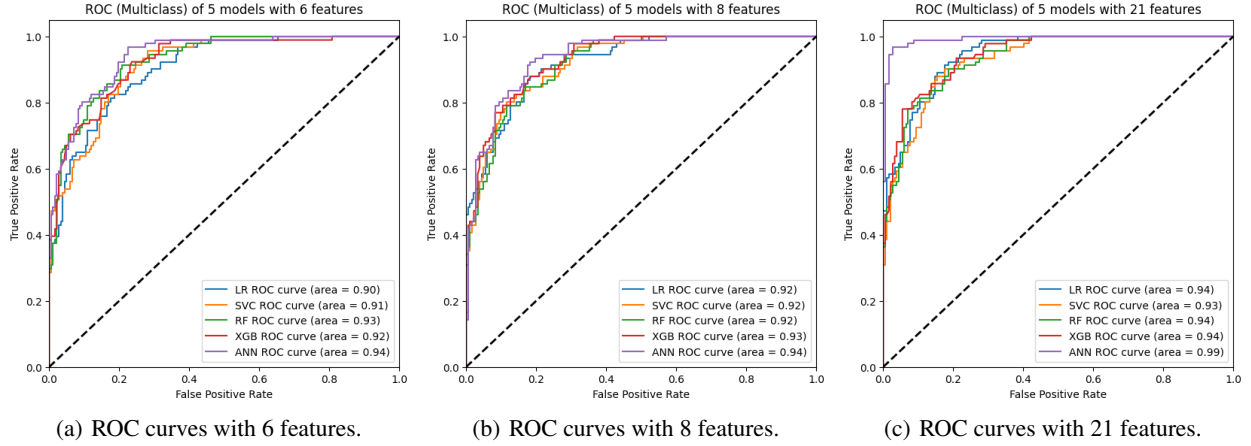 ROC (Multiclass) of 5 models with 6 features
1.0
0.8
0.6
0.4
0.2
0.0
True Positive Rate
0.0 0.2 0.4 0.6 0.8 1.0
False Positive Rate
LR ROC curve (area = 0.90)
SVC ROC curve (area = 0.91)
RF ROC curve (area = 0.93)
XGB ROC curve (area = 0.92)
ANN ROC curve (area = 0.94)
(a) ROC curves with 6 features.
ROC (Multiclass) of 5 models with 8 features
1.0
0.8
0.6
0.4
0.2
0.0
True Positive Rate
0.0 0.2 0.4 0.6 0.8 1.0
False Positive Rate
LR ROC curve (area = 0.92)
SVC ROC curve (area = 0.92)
RF ROC curve (area = 0.92)
XGB ROC curve (area = 0.93)
ANN ROC curve (area = 0.94)
(b) ROC curves with 8 features.
ROC (Multiclass) of 5 models with 21 features
1.0
0.8
0.6
0.4
0.2
0.0
True Positive Rate
0.0 0.2 0.4 0.6 0.8 1.0
False Positive Rate
LR ROC curve (area = 0.94)
SVC ROC curve (area = 0.93)
RF ROC curve (area = 0.94)
XGB ROC curve (area = 0.94)
ANN ROC curve (area = 0.99)
(c) ROC curves with 21 features.